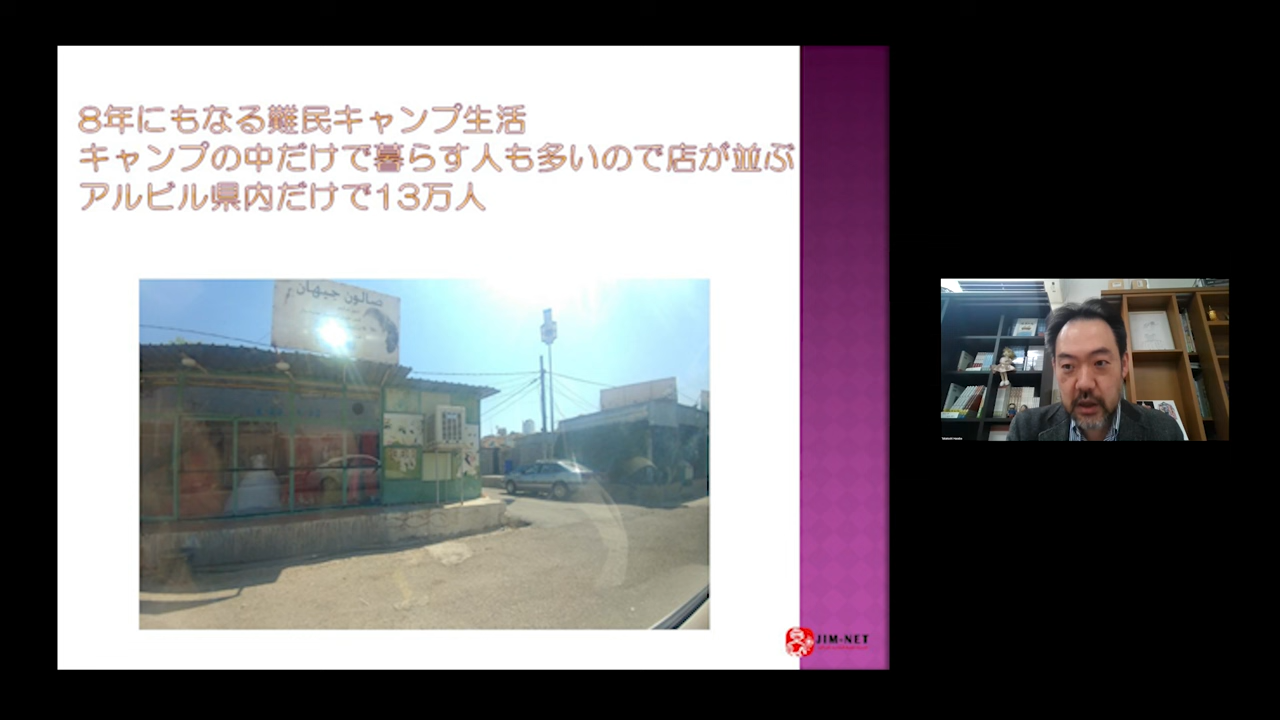 8年にもなる難民キャンプ生活
キャンプの中だけで暮らす人も多いので店が並ぶ
アルビル県内だけで13万人
صالون جيهان
JIM-NET